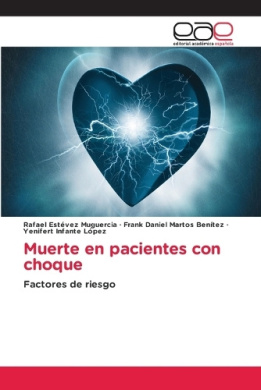 eae
editorial académica española
Rafael Estévez Muguercia · Frank Daniel Martos Benítez ·
Yenifert Infante López
Muerte en pacientes con
choque
Factores de riesgo